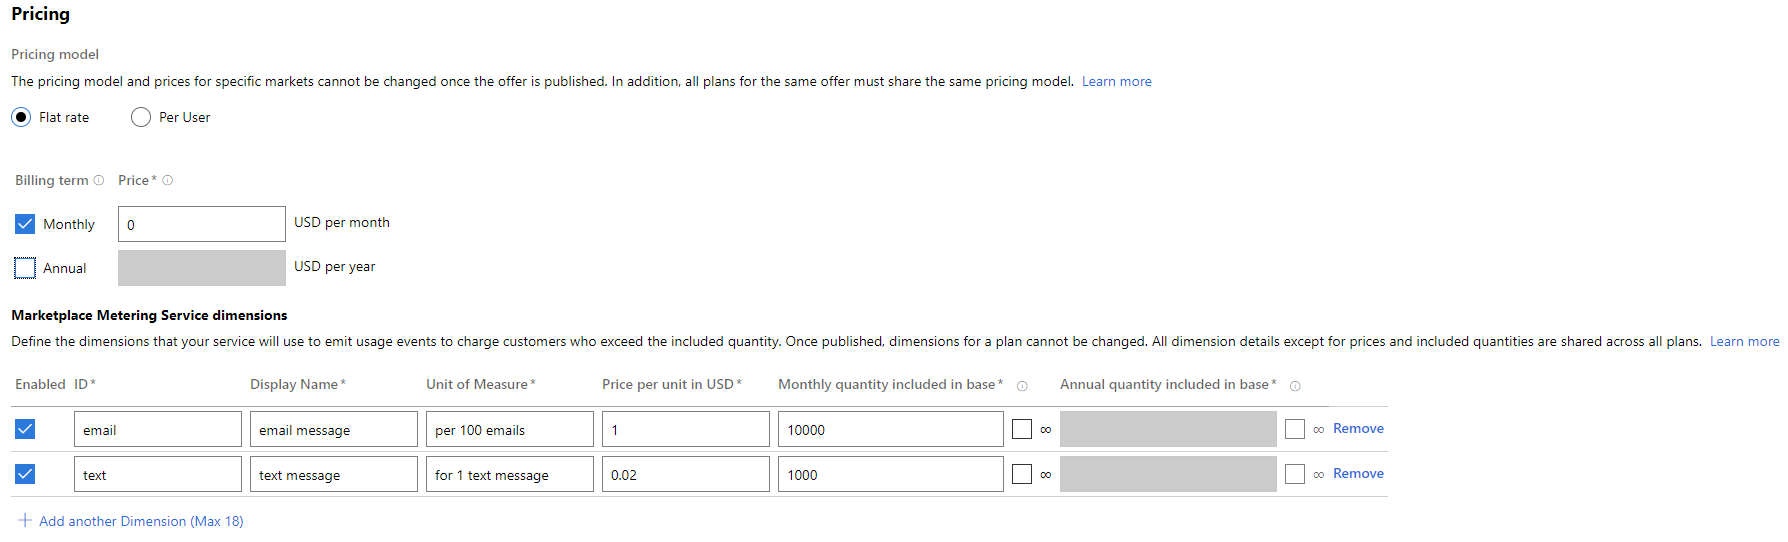 Pricing
Pricing model
The pricing model and prices for specific markets cannot be changed once the offer is published. In addition, all plans for the same offer must share the same pricing model. Learn more
Flat rate Per User
Billing term Price *
Monthly 0 USD per month
Annual USD per year
Marketplace Metering Service dimensions
Define the dimensions that your service will use to emit usage events to charge customers who exceed the included quantity. Once published, dimensions for a plan cannot be changed. All dimension details except for prices and included quantities are shared across all plans. Learn more
Enabled ID * Display Name * Unit of Measure * Price per unit in USD * Monthly quantity included in base * Annual quantity included in base *
email email message per 100 emails 1 10000 ∞ ∞ Remove
text text message for 1 text message 0.02 1000 ∞ ∞ Remove
+ Add another Dimension (Max 18)